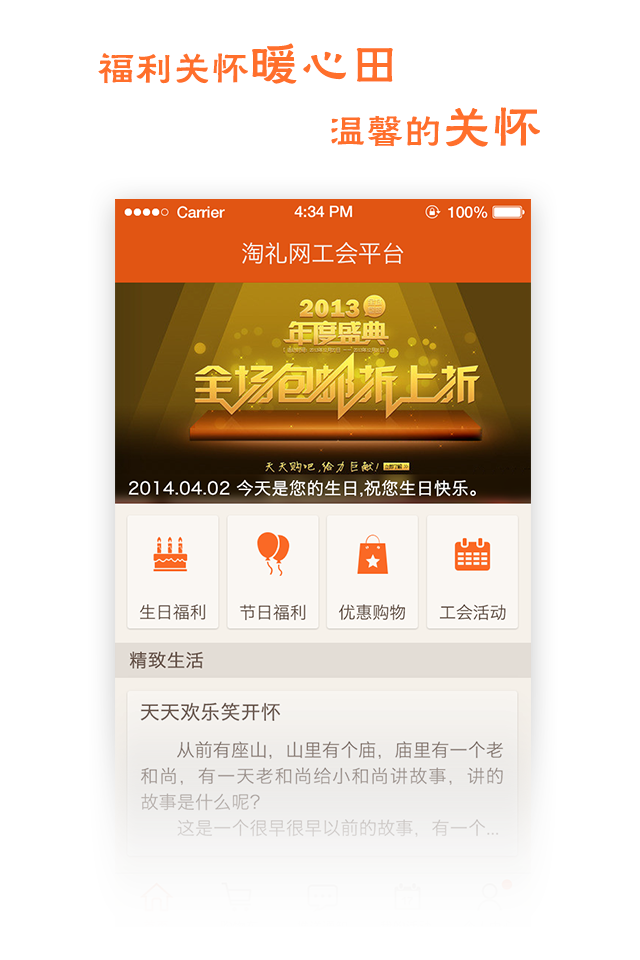 福利关怀暖心田
温馨的关怀
Carrier 4:34 PM 100%
淘礼网工会平台
2013
年度盛典
全场包邮折上折
天天购吧,给力巨献!
2014.04.02 今天是您的生日,祝您生日快乐。
生日福利 节日福利 优惠购物 工会活动
精致生活
天天欢乐笑开怀
从前有座山，山里有个庙，庙里有一个老
和尚，有一天老和尚给小和尚讲故事，讲的
故事是什么呢?
这是一个很早很早以前的故事，有一个...